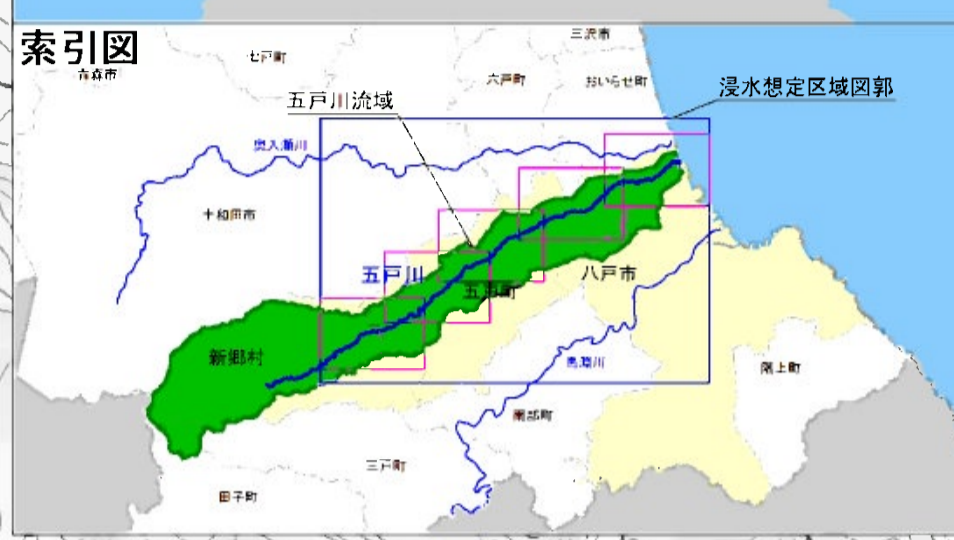 索引図
三沢市
七戸町
六戸町
おいらせ町
浸水想定区域図郭
五戸川流域
奥入瀬川
十和田市
五戸川
五戸町
八戸市
新郷村
馬淵川
階上町
南部町
三戸町
田子町